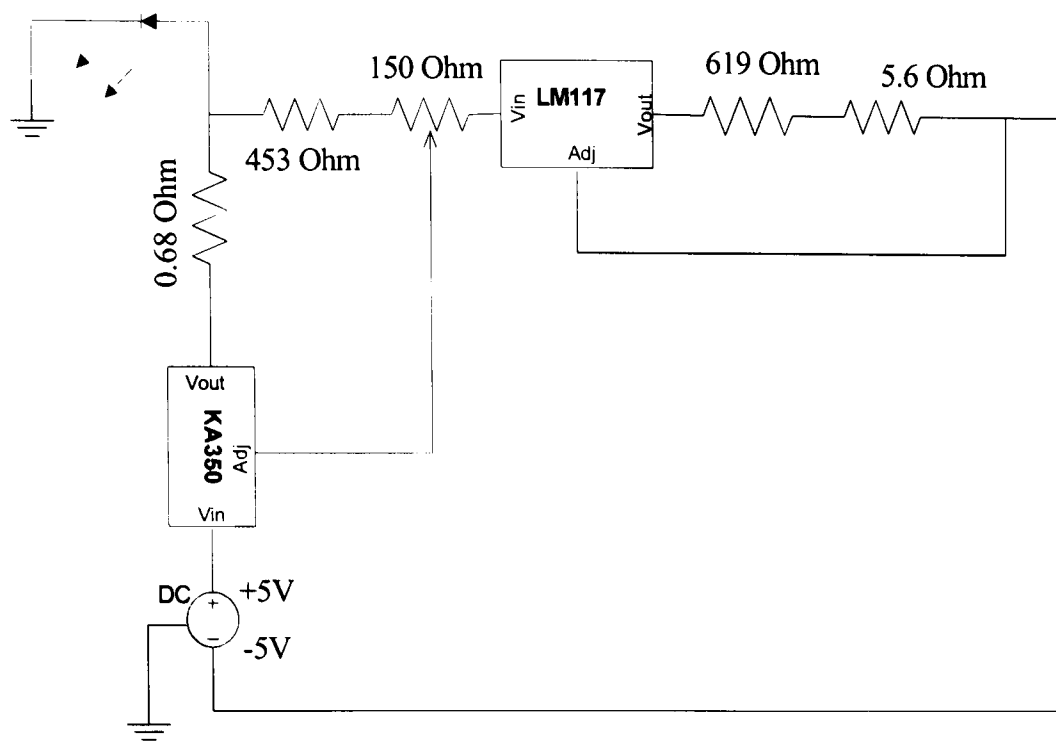 150 Ohm
LM117
Vin
Vout
Adj
619 Ohm
5.6 Ohm
453 Ohm
0.68 Ohm
Vout
KA350
Adj
Vin
DC
+5V
+
−
-5V